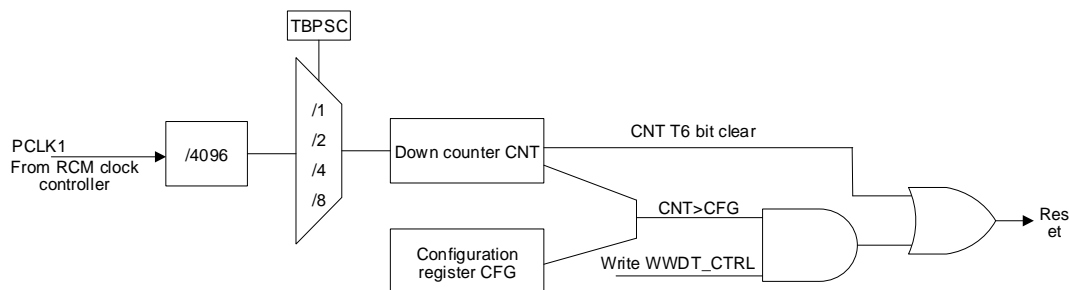 TBPSC
/1
/2
/4
/8
PCLK1
From RCM clock
controller
/4096
Down counter CNT
CNT T6 bit clear
CNT>CFG
Configuration
register CFG
Write WWDT_CTRL
Res
et